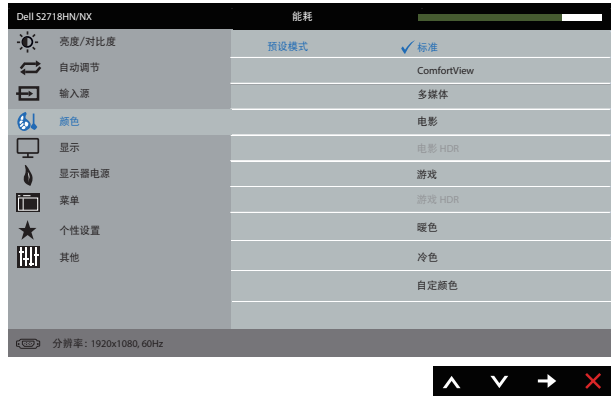 Dell S2718HN/NX 能耗
亮度/对比度
自动调节
输入源
颜色
显示
显示器电源
菜单
个性设置
其他
预设模式
标准
ComfortView
多媒体
电影
电影 HDR
游戏
游戏 HDR
暖色
冷色
自定颜色
分辨率: 1920x1080, 60Hz